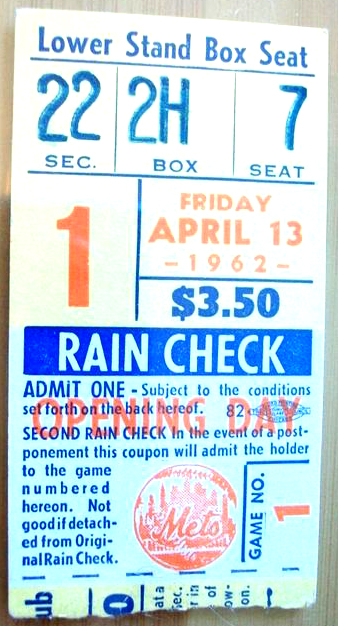 Lower Stand Box Seat
22 2H 7
SEC. BOX SEAT
1
FRIDAY
APRIL 13
-1962-
$3.50
RAIN CHECK
ADMIT ONE - Subject to the conditions
set forth on the back hereof. 82
OPENING DAY
SECOND RAIN CHECK In the event of a post-
ponement this coupon will admit the holder
to the game
numbered
hereon. Not
good if detach-
ed from Origi-
nal Rain Check.
Mets
GAME NO. 1